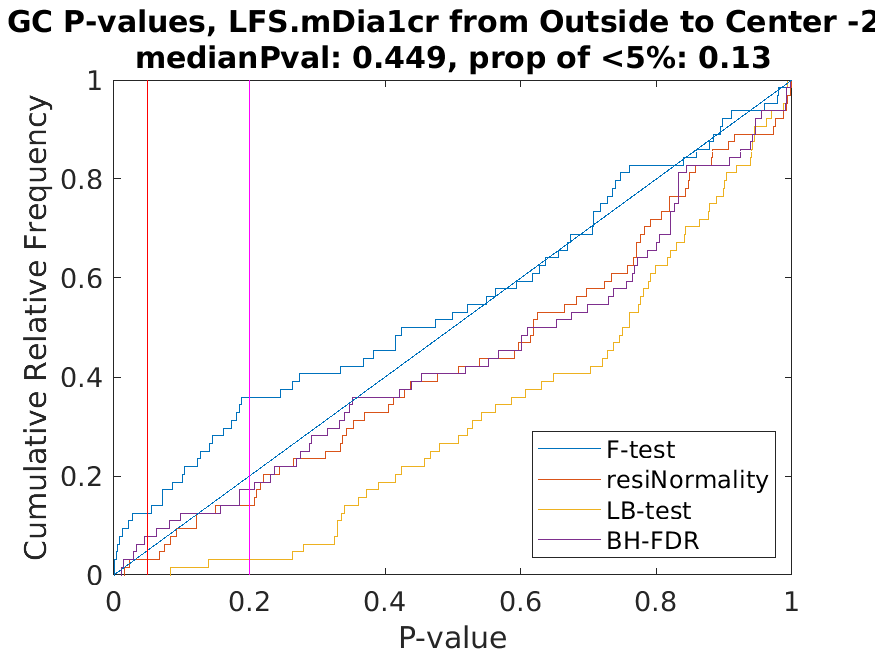 GC P-values, LFS.mDia1cr from Outside to Center -2
medianPval: 0.449, prop of <5%: 0.13
Cumulative Relative Frequency
1
0.8
0.6
0.4
0.2
0
0 0.2 0.4 0.6 0.8 1
P-value
F-test
resiNormality
LB-test
BH-FDR